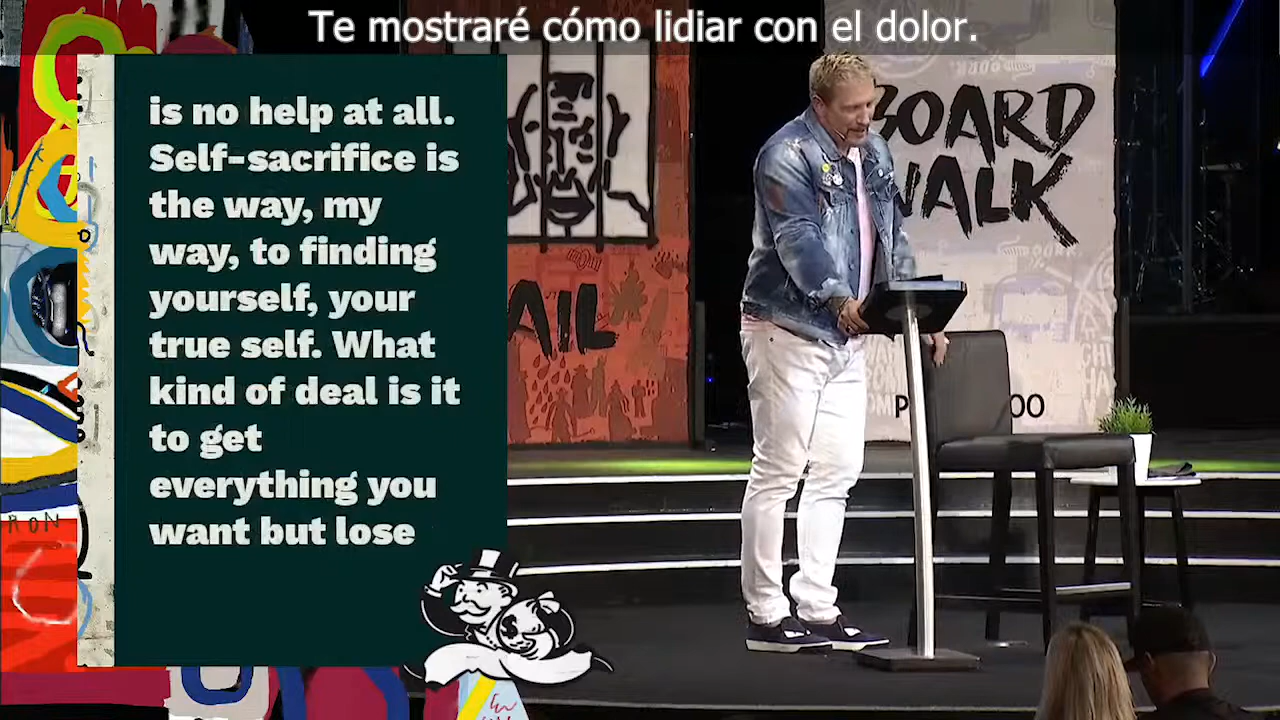 Te mostraré cómo lidiar con el dolor.
is no help at all.
Self-sacrifice is
the way, my
way, to finding
yourself, your
true self. What
kind of deal is it
to get
everything you
want but lose
BOARD
WALK
AIL
RON